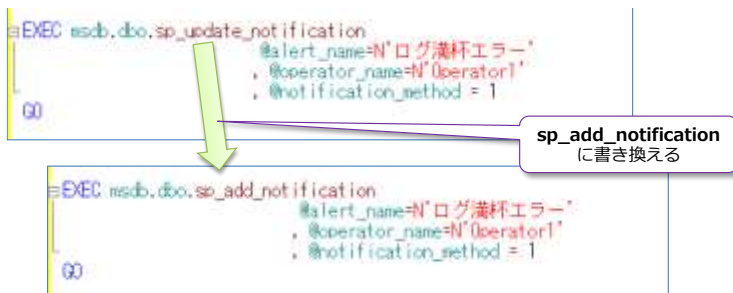 EXEC msdb.dbo.sp_update_notification
@alert_name=N'ログ満杯エラー'
, @operator_name=N'Operator1'
, @notification_method = 1
GO
sp_add_notification
に書き換える
EXEC msdb.dbo.sp_add_notification
@alert_name=N'ログ満杯エラー'
, @operator_name=N'Operator1'
, @notification_method = 1
GO